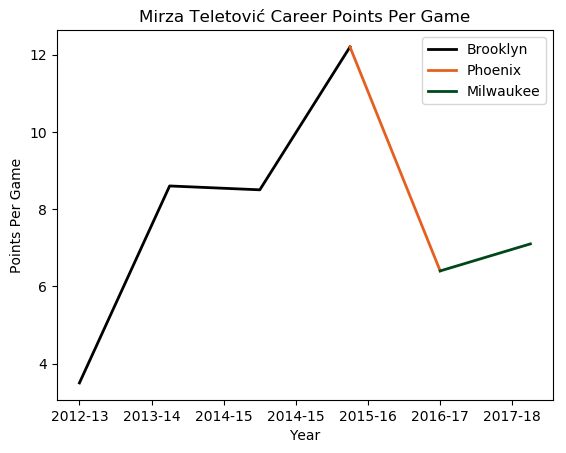 Mirza Teletović Career Points Per Game
Brooklyn
Phoenix
Milwaukee
Points Per Game
12
10
8
6
4
2012-13
2013-14
2014-15
2014-15
2015-16
2016-17
2017-18
Year